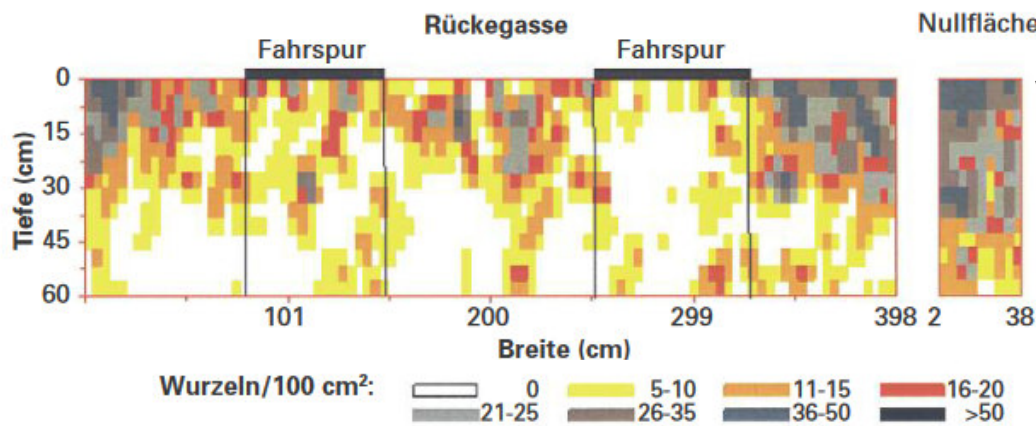 Rückegasse
Nullfläche
Fahrspur
Fahrspur
0
15
30
45
60
Tiefe (cm)
101
200
299
398
2
38
Breite (cm)
Wurzeln/100 cm²:
0
5-10
11-15
16-20
21-25
26-35
36-50
>50